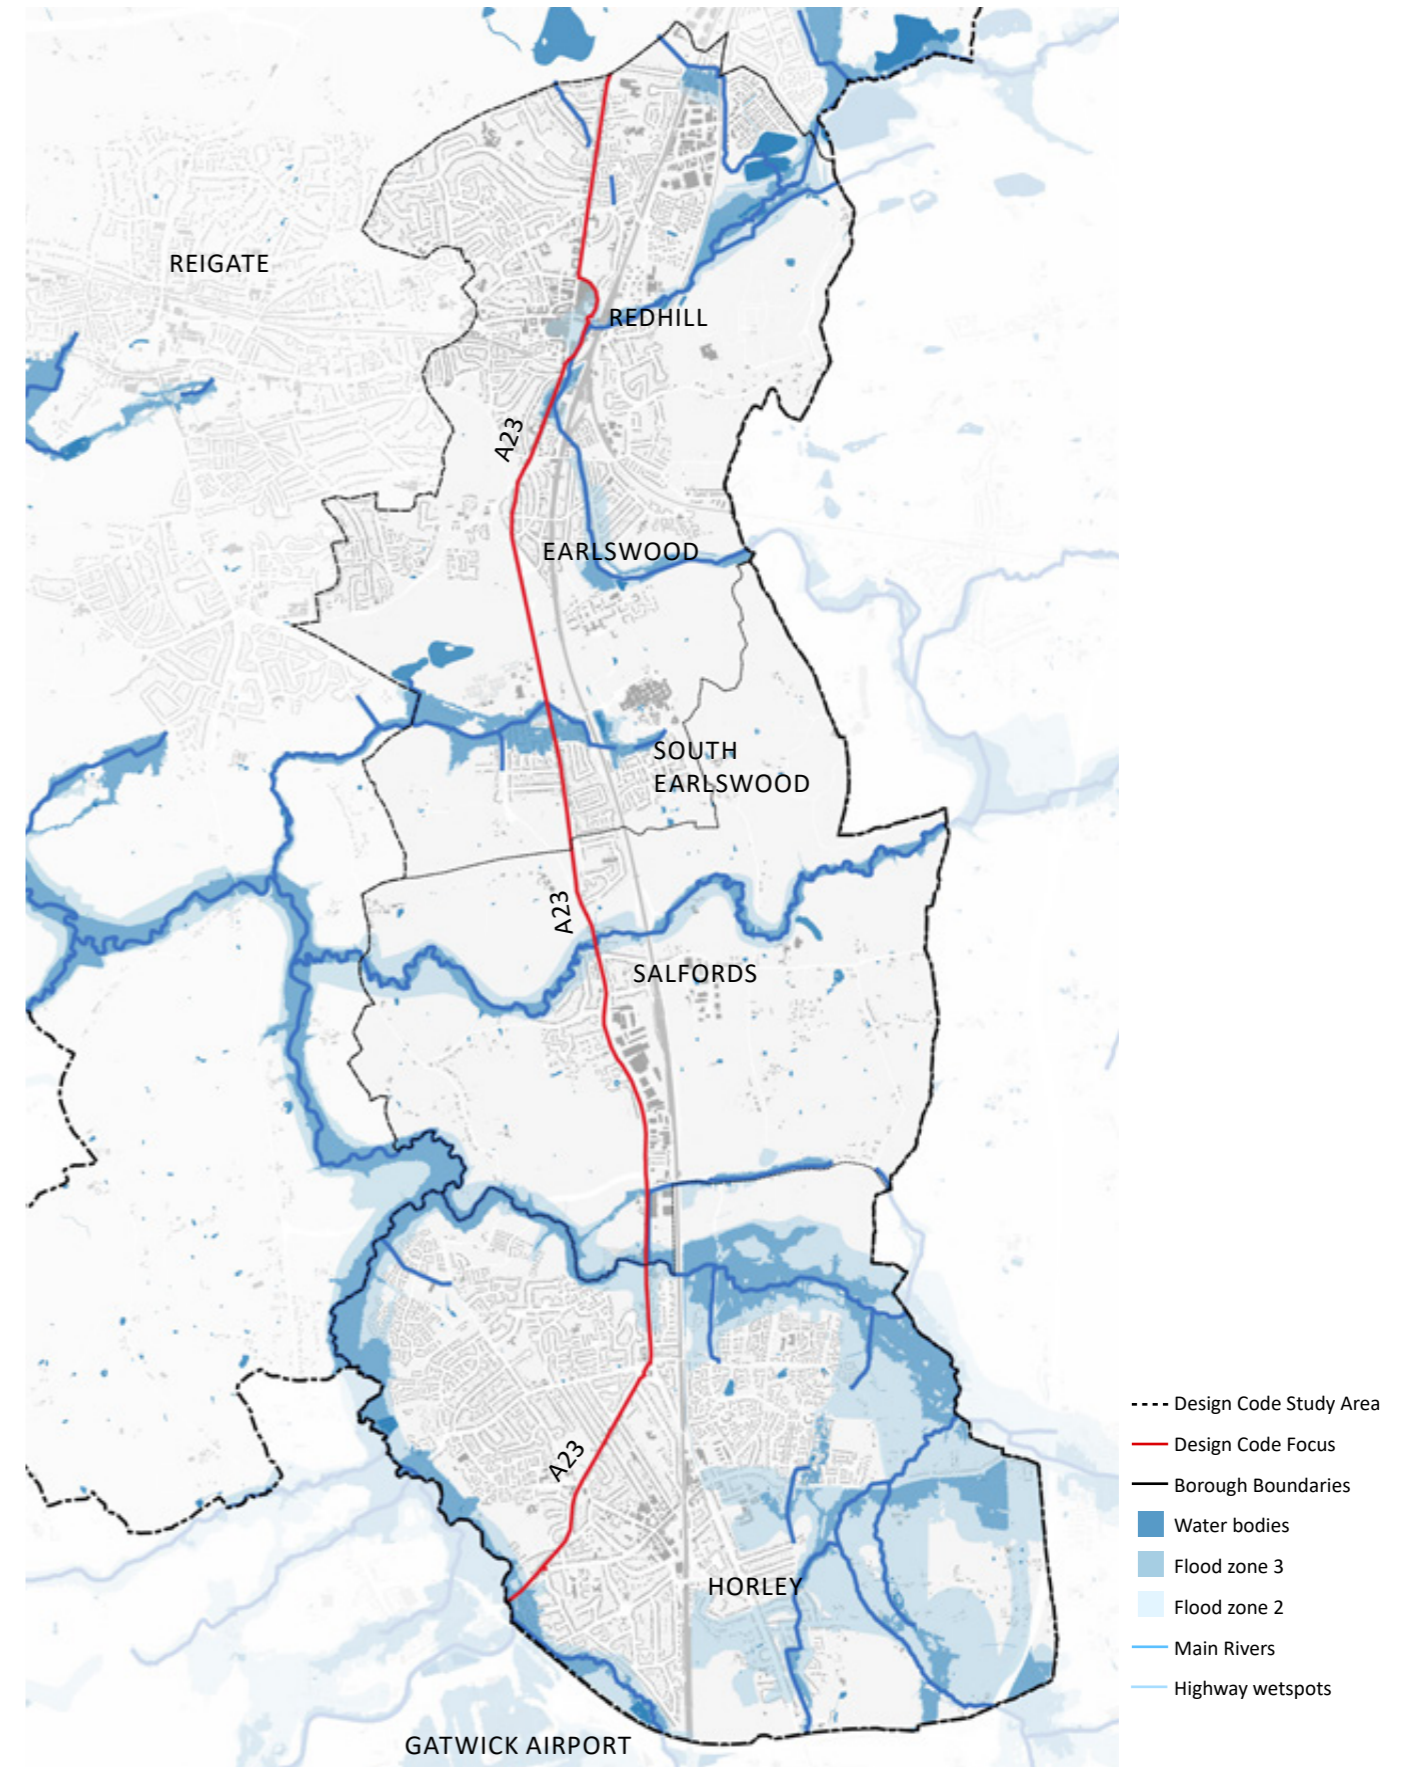 REIGATE
REDHILL
A23
EARLSWOOD
SOUTH
EARLSWOOD
A23
SALFORDS
A23
HORLEY
GATWICK AIRPORT
Design Code Study Area
Design Code Focus
Borough Boundaries
Water bodies
Flood zone 3
Flood zone 2
Main Rivers
Highway wetspots